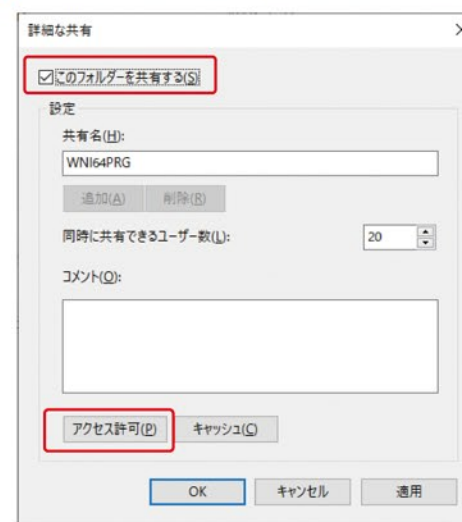 詳細な共有
このフォルダーを共有する(S)
設定
共有名(H):
WNI64PRG
追加(A) 削除(R)
同時に共有できるユーザー数(L): 20
コメント(O):
アクセス許可(P) キャッシュ(C)
OK キャンセル 適用